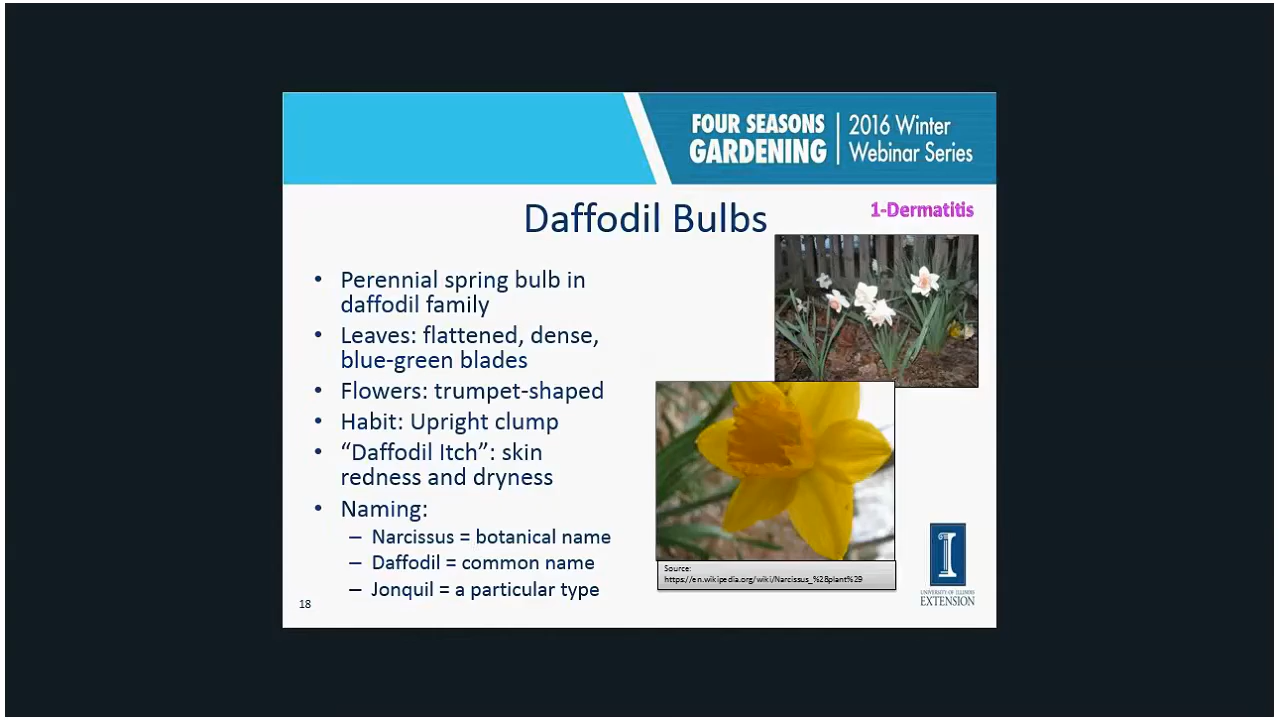 FOUR SEASONS
GARDENING
2016 Winter
Webinar Series
Daffodil Bulbs
1-Dermatitis
• Perennial spring bulb in
daffodil family
• Leaves: flattened, dense,
blue-green blades
• Flowers: trumpet-shaped
• Habit: Upright clump
• “Daffodil Itch”: skin
redness and dryness
• Naming:
– Narcissus = botanical name
– Daffodil = common name
– Jonquil = a particular type
Source:
https://en.wikipedia.org/wiki/Narcissus_%28plant%29
I
UNIVERSITY OF ILLINOIS
EXTENSION
18